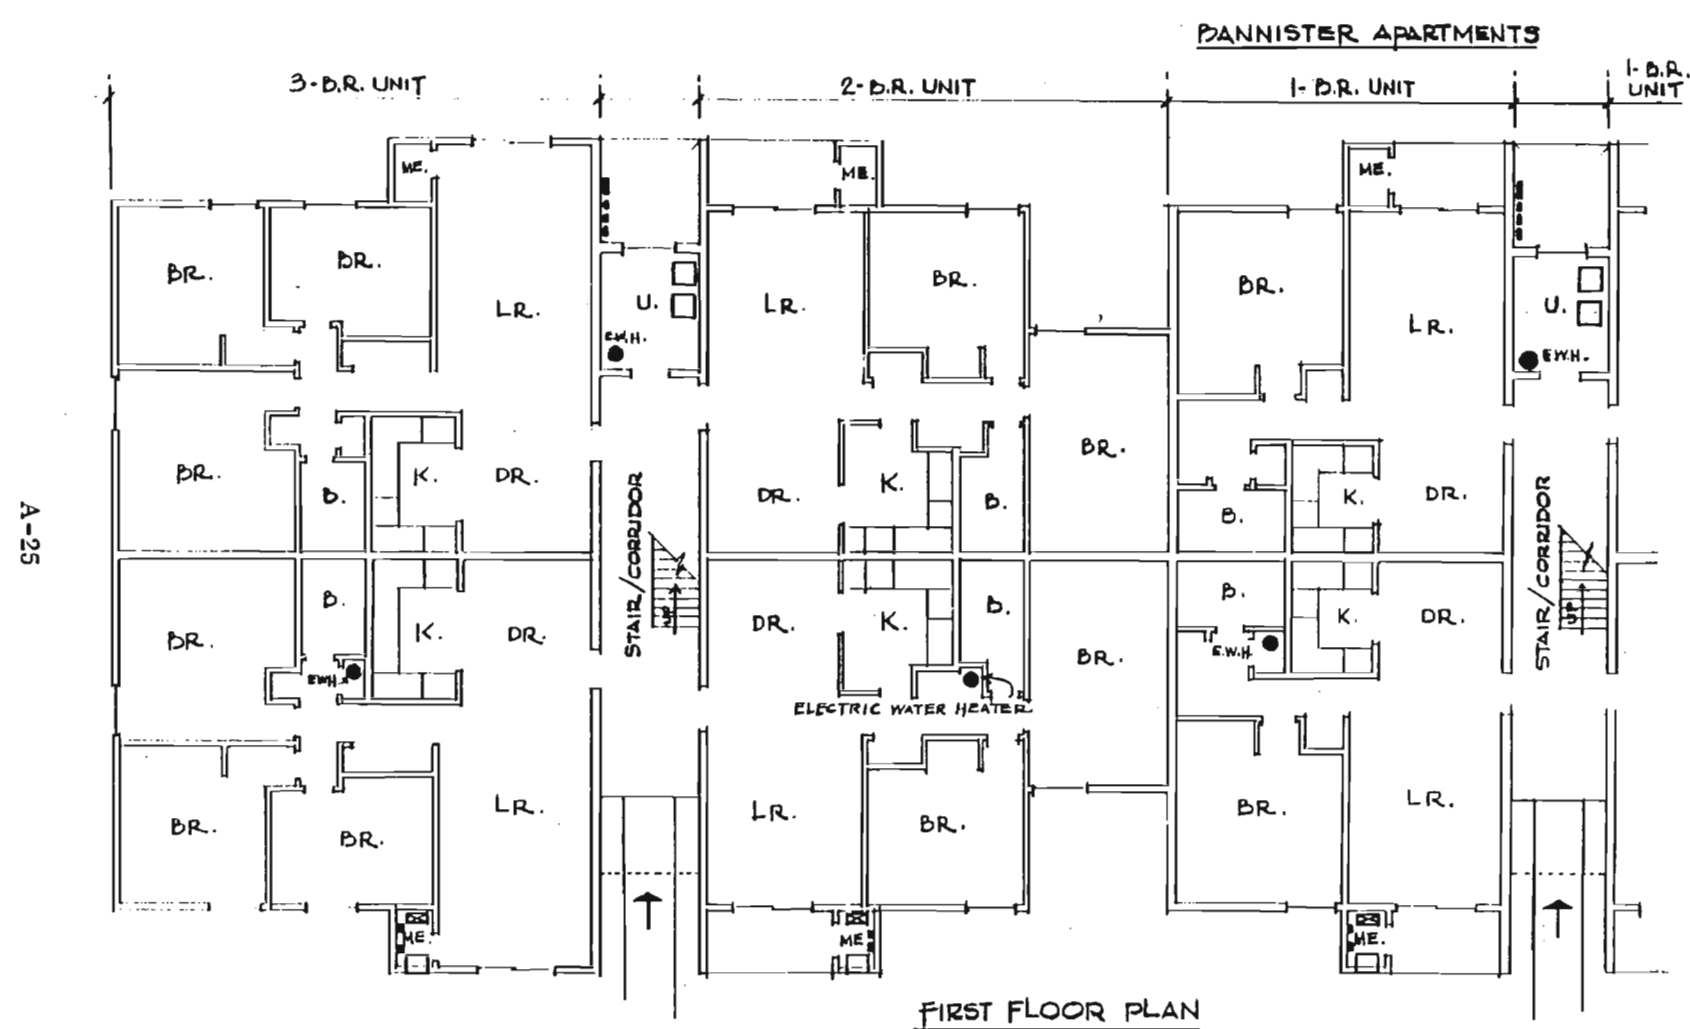 BANNISTER APARTMENTS
3-B.R. UNIT
2-B.R. UNIT
1-B.R. UNIT
1-B.R.
UNIT
ME.
ME.
ME.
BR.
BR.
LR.
U.
E.W.H.
LR.
BR.
BR.
LR.
U.
E.W.H.
BR.
B.
K.
DR.
STAIR/CORRIDOR
UP
DR.
K.
B.
BR.
B.
K.
DR.
STAIR/CORRIDOR
UP
A-25
BR.
B.
EWH.
K.
DR.
DR.
K.
B.
BR.
B.
E.W.H.
K.
DR.
ELECTRIC WATER HEATER
BR.
BR.
LR.
LR.
BR.
BR.
LR.
ME.
ME
ME.
FIRST FLOOR PLAN